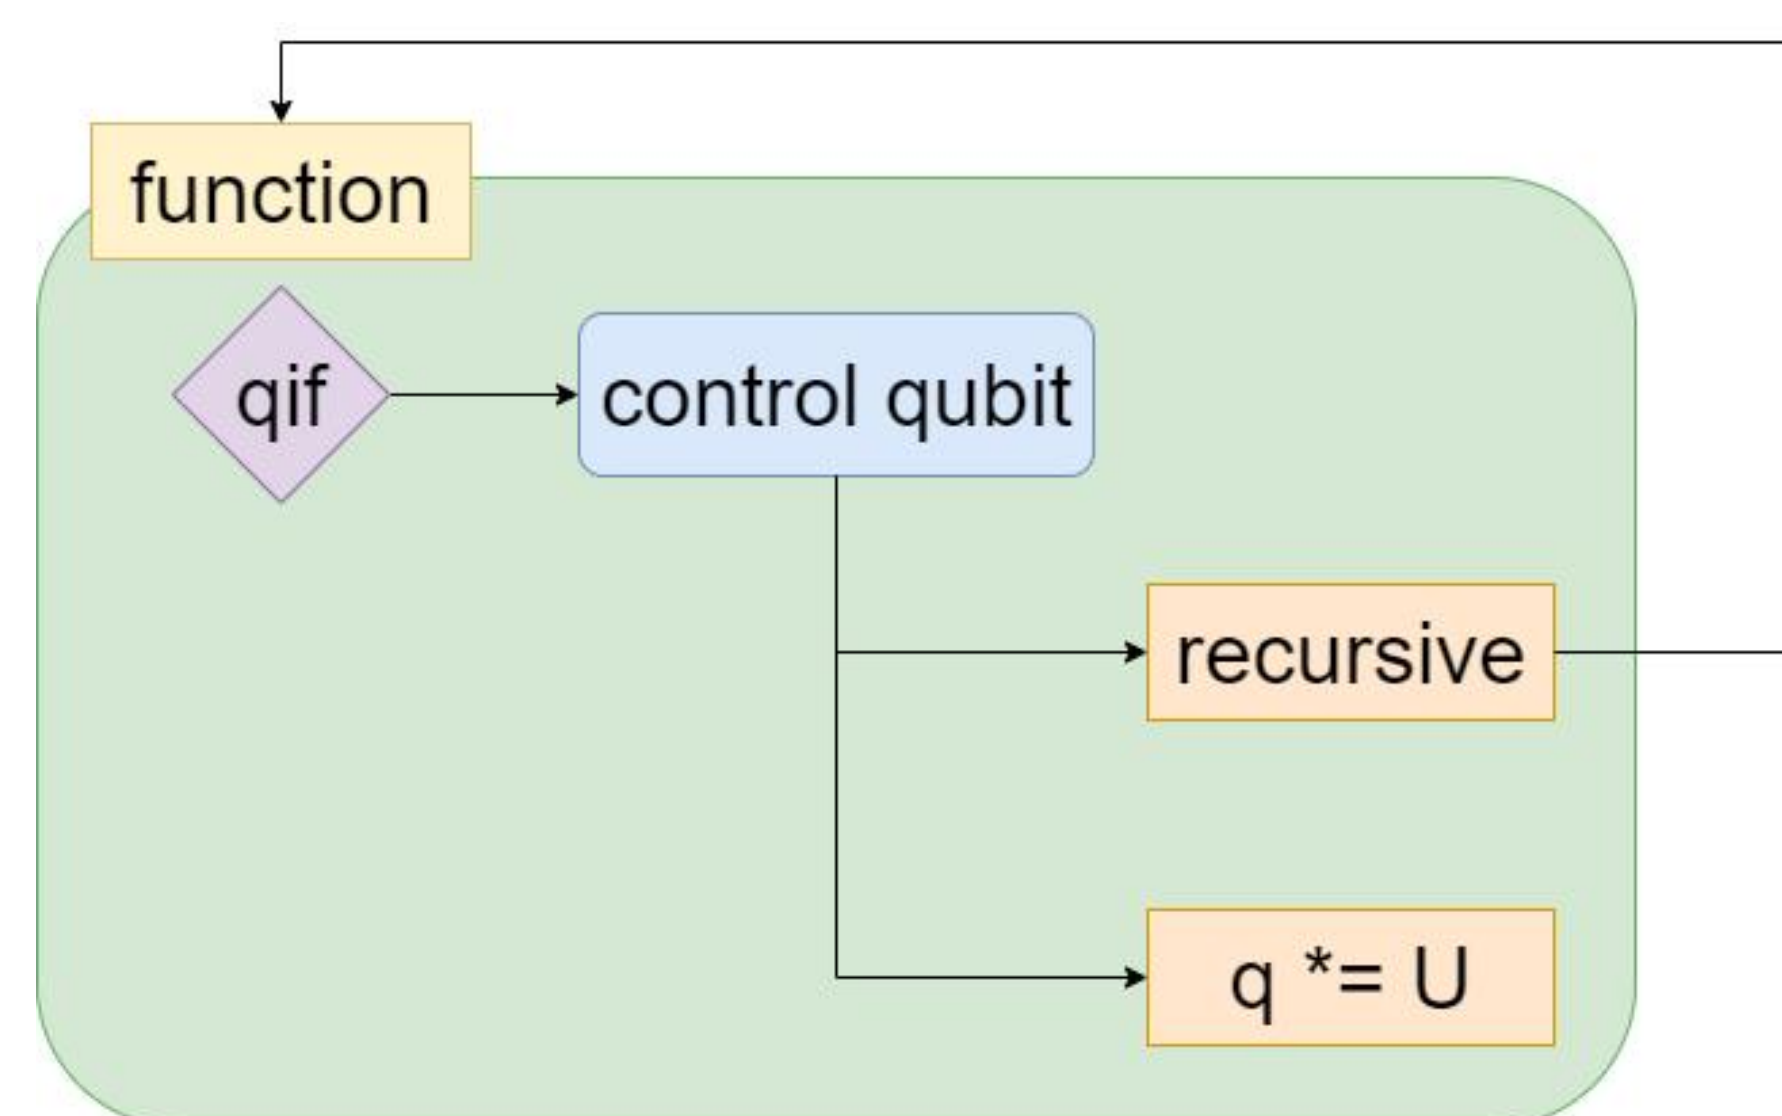 function
qif
control qubit
recursive
q *= U